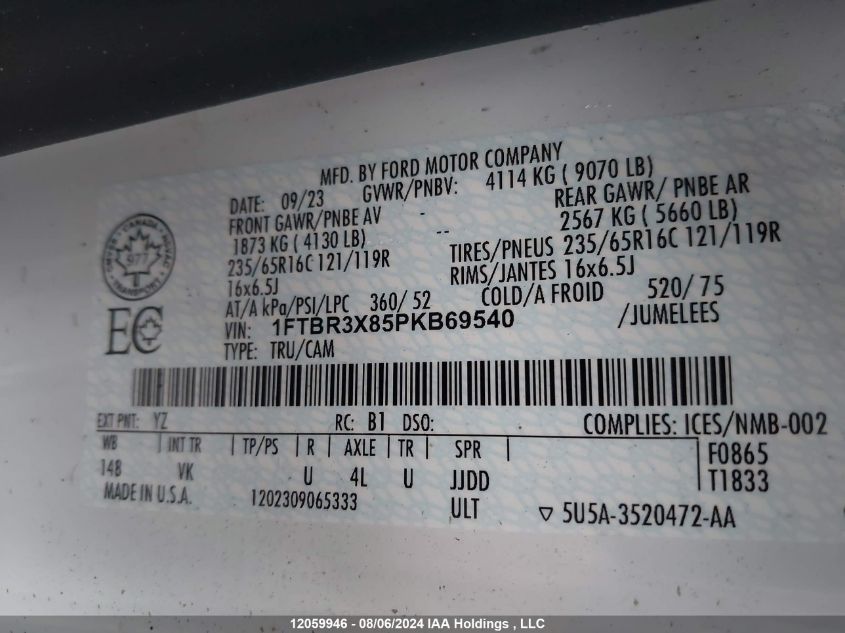 MFD. BY FORD MOTOR COMPANY
DATE: 09/23 GVWR/PNBV: 4114 KG ( 9070 LB)
FRONT GAWR/PNBE AV - REAR GAWR/ PNBE AR
1873 KG ( 4130 LB) -- 2567 KG ( 5660 LB)
235/65R16C 121/119R TIRES/PNEUS 235/65R16C 121/119R
16x6.5J RIMS/JANTES 16x6.5J
AT/A kPa/PSI/LPC 360/ 52 COLD/A FROID 520/ 75
VIN: 1FTBR3X85PKB69540 /JUMELEES
TYPE: TRU/CAM
CANADA
977
TRANSPORT
EC
EXT PNT: YZ RC: B1 DSO: COMPLIES: ICES/NMB-002
WB | INT TR | TP/PS | R | AXLE | TR | SPR | F0865
148 VK U 4L U JJDD T1833
MADE IN U.S.A. 1202309065333 ULT ▽ 5U5A-3520472-AA
12059946 - 08/06/2024 IAA Holdings , LLC